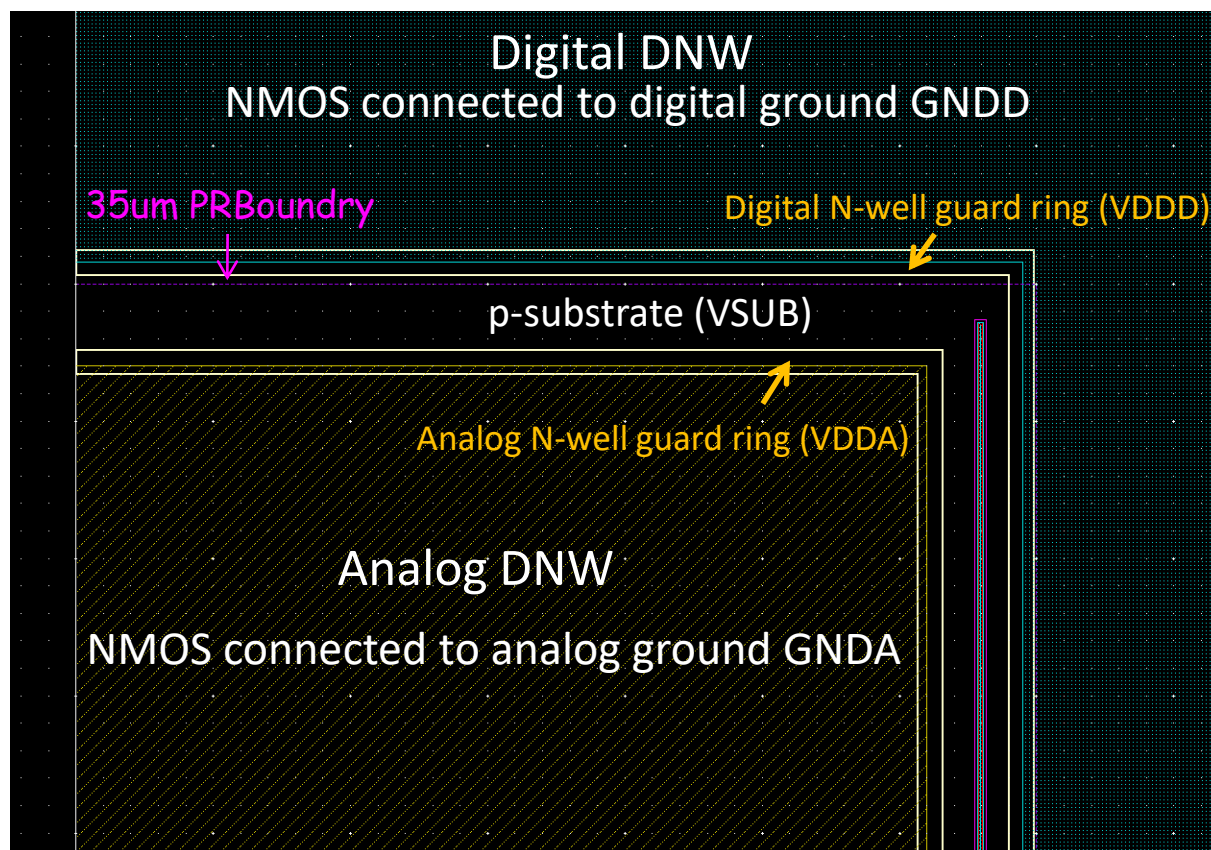 Digital DNW
NMOS connected to digital ground GNDD
35um PRBoundry
Digital N-well guard ring (VDDD)
p-substrate (VSUB)
Analog N-well guard ring (VDDA)
Analog DNW
NMOS connected to analog ground GNDA